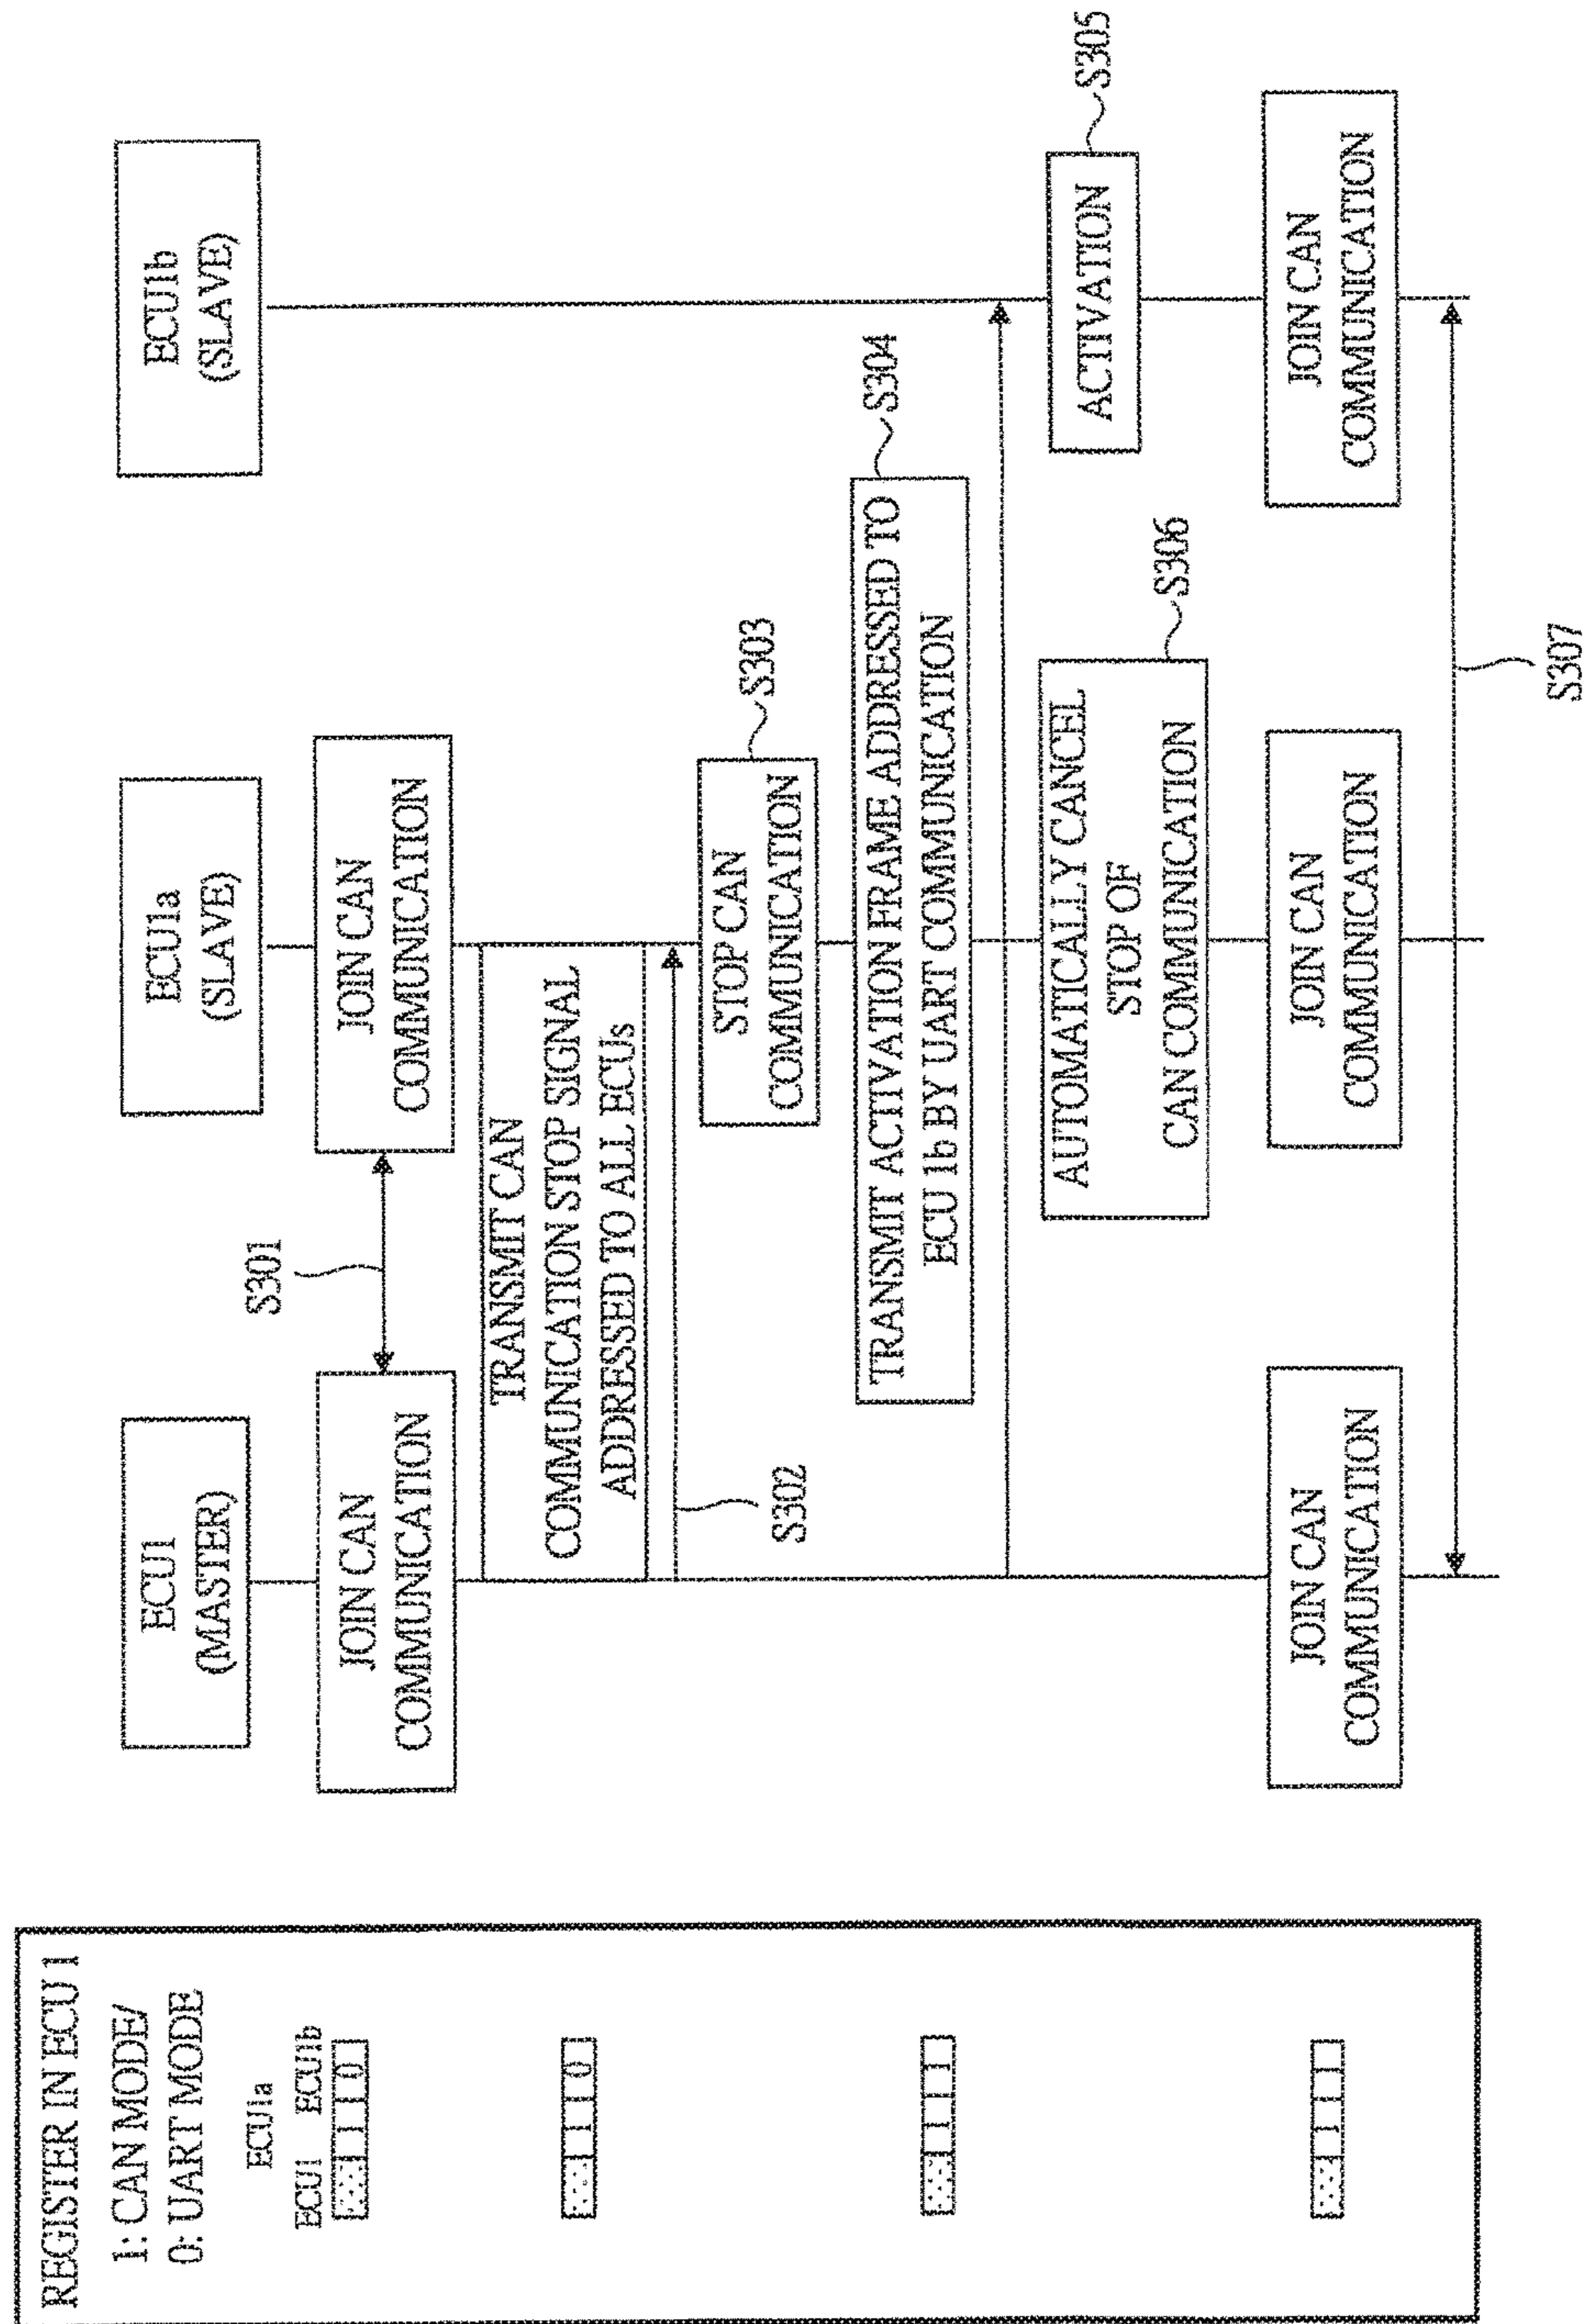 REGISTER IN ECU 1
1: CAN MODE/
0: UART MODE
ECU1a
ECU1 ECU1b
1 1 0
1 1 0
1 1 1
1 1 1
ECU1
(MASTER)
ECU1a
(SLAVE)
ECU1b
(SLAVE)
JOIN CAN
COMMUNICATION
S301
JOIN CAN
COMMUNICATION
TRANSMIT CAN
COMMUNICATION STOP SIGNAL
ADDRESSED TO ALL ECUs
S302
STOP CAN
COMMUNICATION
S303
TRANSMIT ACTIVATION FRAME ADDRESSED TO
ECU 1b BY UART COMMUNICATION
S304
ACTIVATION
S305
AUTOMATICALLY CANCEL
STOP OF
CAN COMMUNICATION
S306
JOIN CAN
COMMUNICATION
JOIN CAN
COMMUNICATION
JOIN CAN
COMMUNICATION
S307